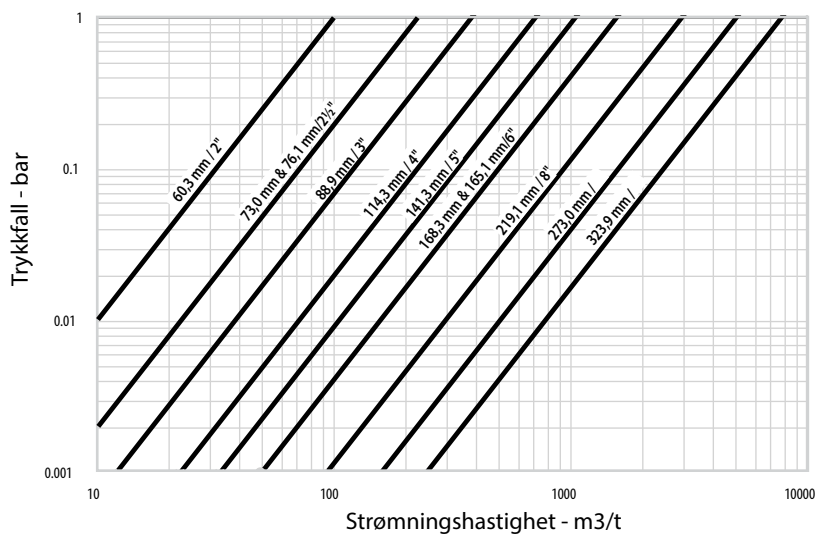 1
0.1
0.01
0.001
Trykkfall - bar
60,3 mm / 2"
73,0 mm & 76,1 mm/2½"
88,9 mm / 3"
114,3 mm / 4"
141,3 mm / 5"
168,3 mm & 165,1 mm/6"
219,1 mm / 8"
273,0 mm /
323,9 mm /
10
100
1000
10000
Strømningshastighet - m3/t